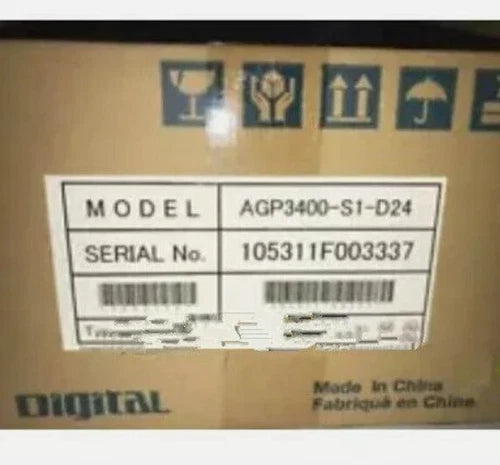 MODEL AGP3400-S1-D24
SERIAL No. 105311F003337
DIGITAL
Made in China
Fabriqué en Chine